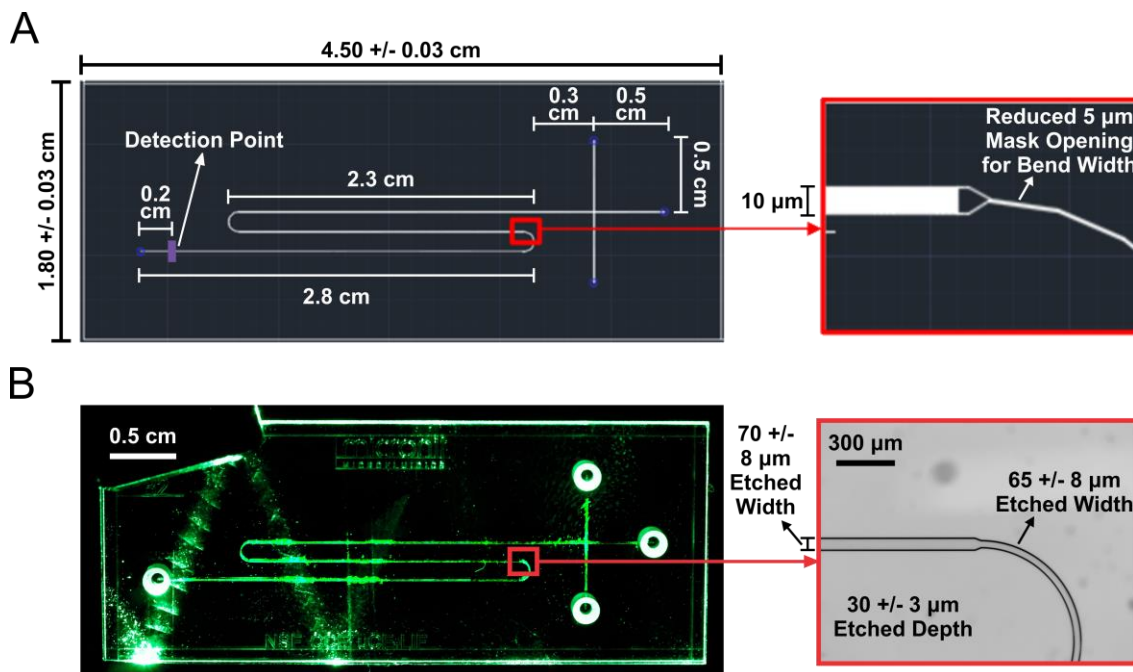 A
4.50 +/- 0.03 cm
1.80 +/- 0.03 cm
Detection Point
0.2
cm
2.3 cm
2.8 cm
0.3
cm
0.5
cm
0.5 cm
10 µm
Reduced 5 µm
Mask Opening
for Bend Width
B
0.5 cm
70 +/-
8 µm
Etched
Width
300 µm
65 +/- 8 µm
Etched Width
30 +/- 3 µm
Etched Depth